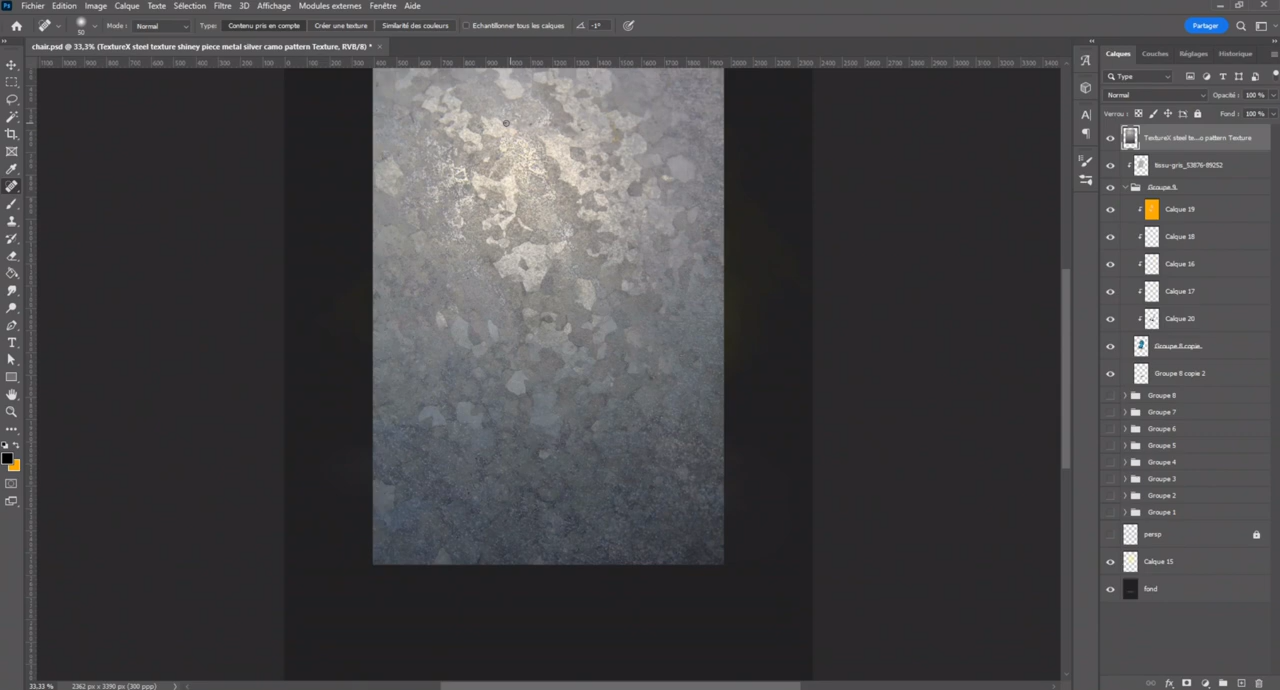 Fichier Edition Image Calque Texte Sélection Filtre 3D Affichage Modules externes Fenêtre Aide
50 Mode : Normal Type : Contenu pris en compte Créer une texture Similarité des couleurs Echantillonner tous les calques -1° Partager
chair.psd @ 33,3% (TextureX steel texture shiney piece metal silver camo pattern Texture, RVB/8) *
Calques Couches Réglages Historique
Type
Normal Opacité : 100 %
Verrou : Fond : 100 %
TextureX steel te...o pattern Texture
tissu-gris_53876-89252
Groupe 9
Calque 19
Calque 18
Calque 16
Calque 17
Calque 20
Groupe 8 copie
Groupe 8 copie 2
Groupe 8
Groupe 7
Groupe 6
Groupe 5
Groupe 4
Groupe 3
Groupe 2
Groupe 1
persp
Calque 15
fond
33,33 % 2362 px x 3390 px (300 ppp)